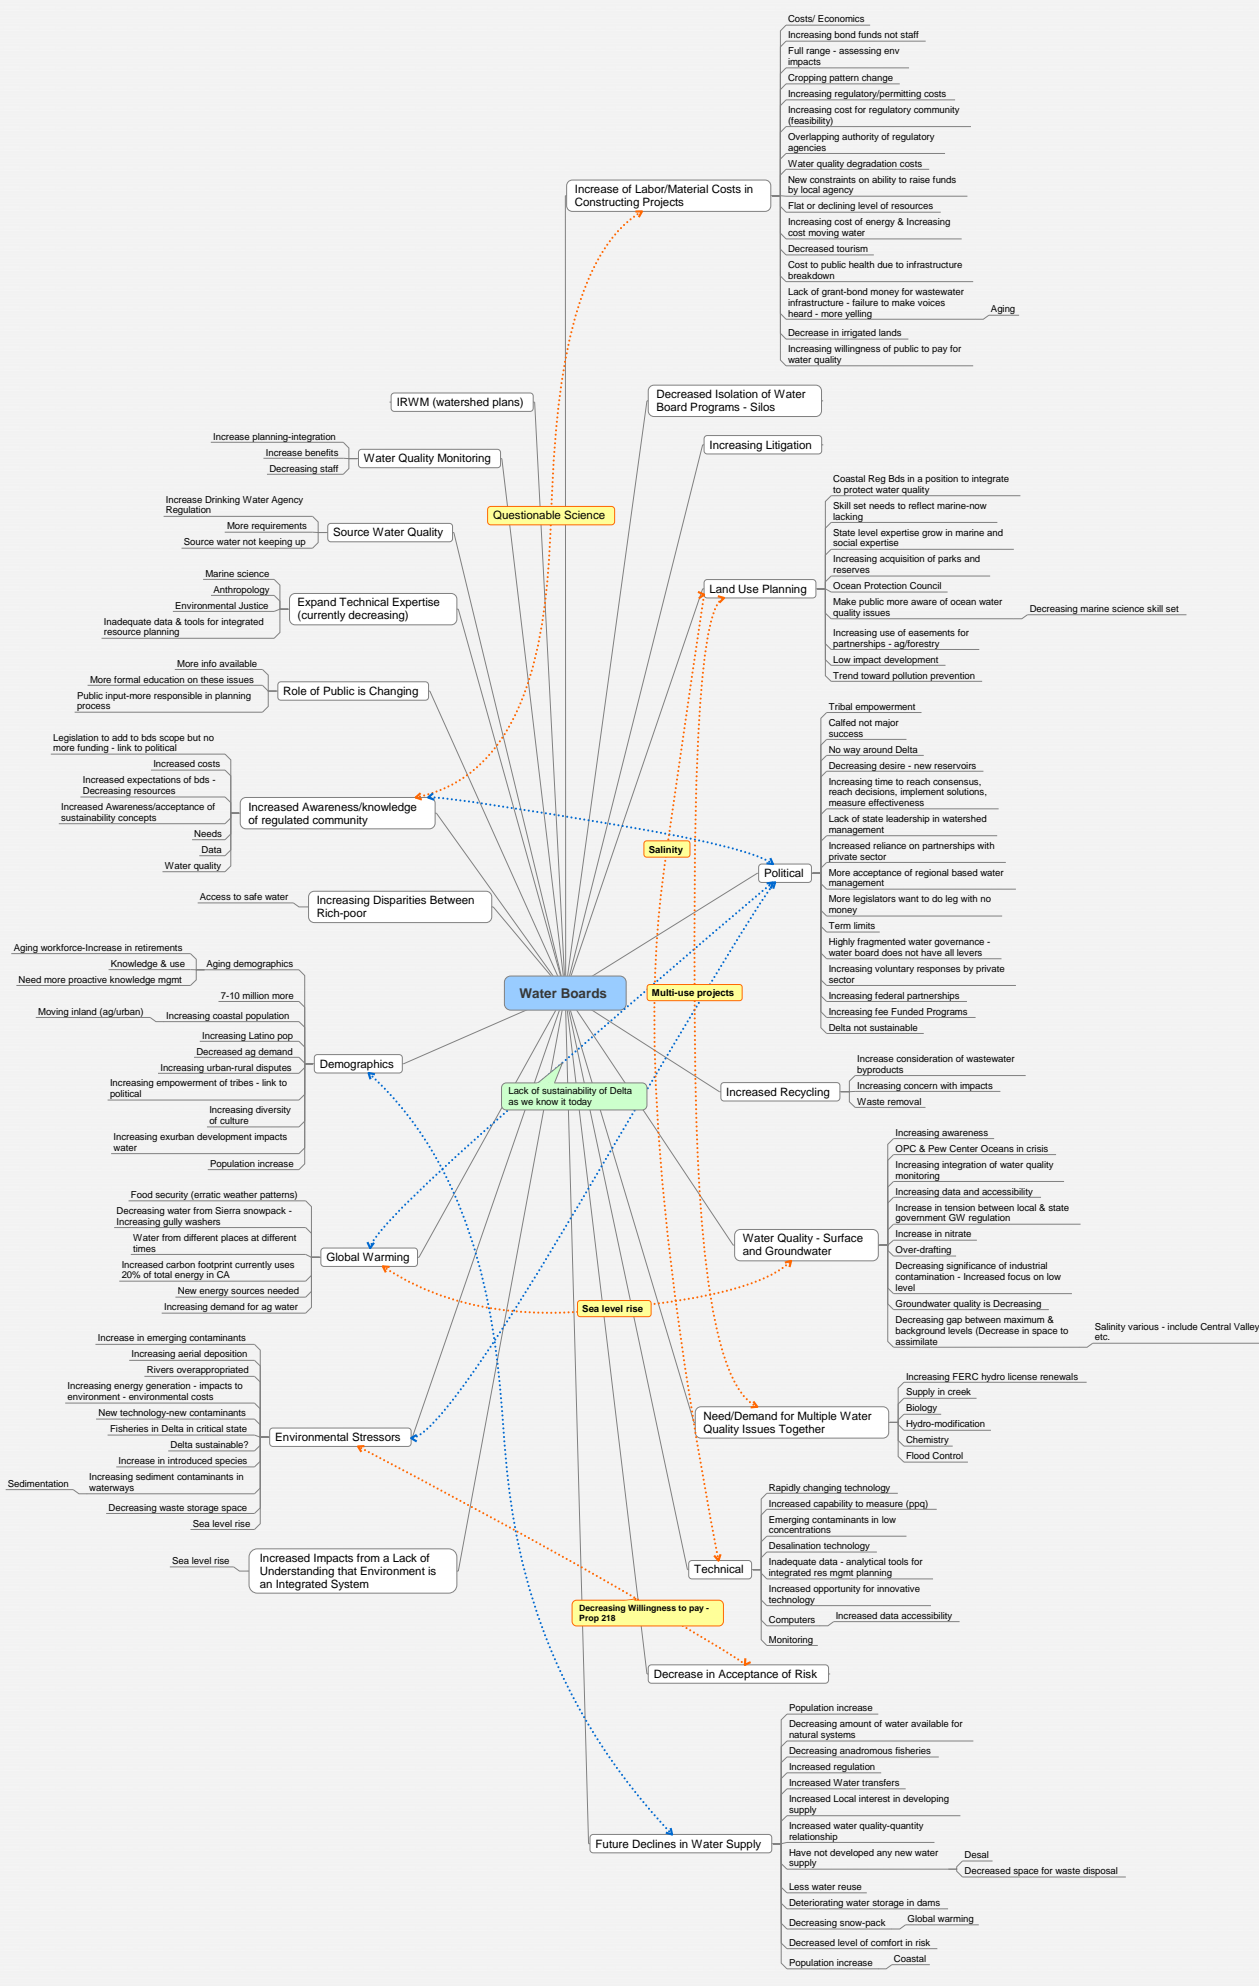 Costs/ Economics
Increasing bond funds not staff
Full range - assessing env
impacts
Cropping pattern change
Increasing regulatory/permitting costs
Increasing cost for regulatory community
(feasibility)
Overlapping authority of regulatory
agencies
Water quality degradation costs
New constraints on ability to raise funds
by local agency
Flat or declining level of resources
Increasing cost of energy & Increasing
cost moving water
Decreased tourism
Cost to public health due to infrastructure
breakdown
Lack of grant-bond money for wastewater
infrastructure - failure to make voices
heard - more yelling
Aging
Decrease in irrigated lands
Increasing willingness of public to pay for
water quality
Increase of Labor/Material Costs in
Constructing Projects
Decreased Isolation of Water
Board Programs - Silos
Increasing Litigation
Coastal Reg Bds in a position to integrate
to protect water quality
Skill set needs to reflect marine-now
lacking
State level expertise grow in marine and
social expertise
Increasing acquisition of parks and
reserves
Ocean Protection Council
Make public more aware of ocean water
quality issues
Decreasing marine science skill set
Increasing use of easements for
partnerships - ag/forestry
Low impact development
Trend toward pollution prevention
Land Use Planning
Tribal empowerment
Calfed not major
success
No way around Delta
Decreasing desire - new reservoirs
Increasing time to reach consensus,
reach decisions, implement solutions,
measure effectiveness
Lack of state leadership in watershed
management
Increased reliance on partnerships with
private sector
More acceptance of regional based water
management
More legislators want to do leg with no
money
Term limits
Highly fragmented water governance -
water board does not have all levers
Increasing voluntary responses by private
sector
Increasing federal partnerships
Increasing fee Funded Programs
Delta not sustainable
Political
Increase consideration of wastewater
byproducts
Increasing concern with impacts
Waste removal
Increased Recycling
Increasing awareness
OPC & Pew Center Oceans in crisis
Increasing integration of water quality
monitoring
Increasing data and accessibility
Increase in tension between local & state
government GW regulation
Increase in nitrate
Over-drafting
Decreasing significance of industrial
contamination - Increased focus on low
level
Groundwater quality is Decreasing
Decreasing gap between maximum &
background levels (Decrease in space to
assimilate
Salinity various - include Central Valley
etc.
Water Quality - Surface
and Groundwater
Increasing FERC hydro license renewals
Supply in creek
Biology
Hydro-modification
Chemistry
Flood Control
Need/Demand for Multiple Water
Quality Issues Together
Rapidly changing technology
Increased capability to measure (ppq)
Emerging contaminants in low
concentrations
Desalination technology
Inadequate data - analytical tools for
integrated res mgmt planning
Increased opportunity for innovative
technology
Computers
Increased data accessibility
Monitoring
Technical
Decrease in Acceptance of Risk
Population increase
Decreasing amount of water available for
natural systems
Decreasing anadromous fisheries
Increased regulation
Increased Water transfers
Increased Local interest in developing
supply
Increased water quality-quantity
relationship
Have not developed any new water
supply
Desal
Decreased space for waste disposal
Less water reuse
Deteriorating water storage in dams
Decreasing snow-pack
Global warming
Decreased level of comfort in risk
Population increase
Coastal
Future Declines in Water Supply
IRWM (watershed plans)
Increase planning-integration
Increase benefits
Decreasing staff
Water Quality Monitoring
Increase Drinking Water Agency
Regulation
More requirements
Source water not keeping up
Source Water Quality
Marine science
Anthropology
Environmental Justice
Inadequate data & tools for integrated
resource planning
Expand Technical Expertise
(currently decreasing)
More info available
More formal education on these issues
Public input-more responsible in planning
process
Role of Public is Changing
Legislation to add to bds scope but no
more funding - link to political
Increased costs
Increased expectations of bds -
Decreasing resources
Increased Awareness/acceptance of
sustainability concepts
Needs
Data
Water quality
Increased Awareness/knowledge
of regulated community
Access to safe water
Increasing Disparities Between
Rich-poor
Aging workforce-Increase in retirements
Knowledge & use
Need more proactive knowledge mgmt
Aging demographics
7-10 million more
Moving inland (ag/urban)
Increasing coastal population
Increasing Latino pop
Decreased ag demand
Increasing urban-rural disputes
Increasing empowerment of tribes - link to
political
Increasing diversity
of culture
Increasing exurban development impacts
water
Population increase
Demographics
Food security (erratic weather patterns)
Decreasing water from Sierra snowpack -
Increasing gully washers
Water from different places at different
times
Increased carbon footprint currently uses
20% of total energy in CA
New energy sources needed
Increasing demand for ag water
Global Warming
Increase in emerging contaminants
Increasing aerial deposition
Rivers overappropriated
Increasing energy generation - impacts to
environment - environmental costs
New technology-new contaminants
Fisheries in Delta in critical state
Delta sustainable?
Increase in introduced species
Sedimentation
Increasing sediment contaminants in
waterways
Decreasing waste storage space
Sea level rise
Environmental Stressors
Sea level rise
Increased Impacts from a Lack of
Understanding that Environment is
an Integrated System
Water Boards
Lack of sustainability of Delta
as we know it today
Questionable Science
Salinity
Multi-use projects
Sea level rise
Decreasing Willingness to pay -
Prop 218